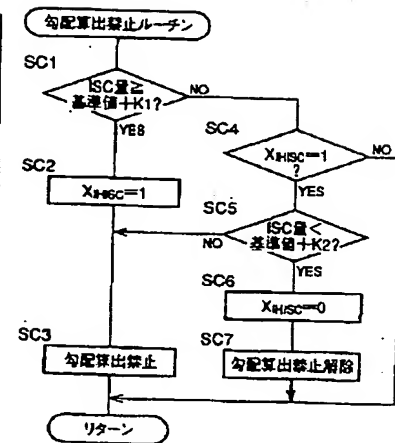 勾配算出禁止ルーチン
SC1
ISC量≧
基準値+K1?
NO
YES
SC4
XIHISC=1
?
NO
YES
SC2
XIHISC=1
SC5
ISC量<
基準値+K2?
NO
YES
SC6
XIHISC=0
SC3
勾配算出禁止
SC7
勾配算出禁止解除
リターン